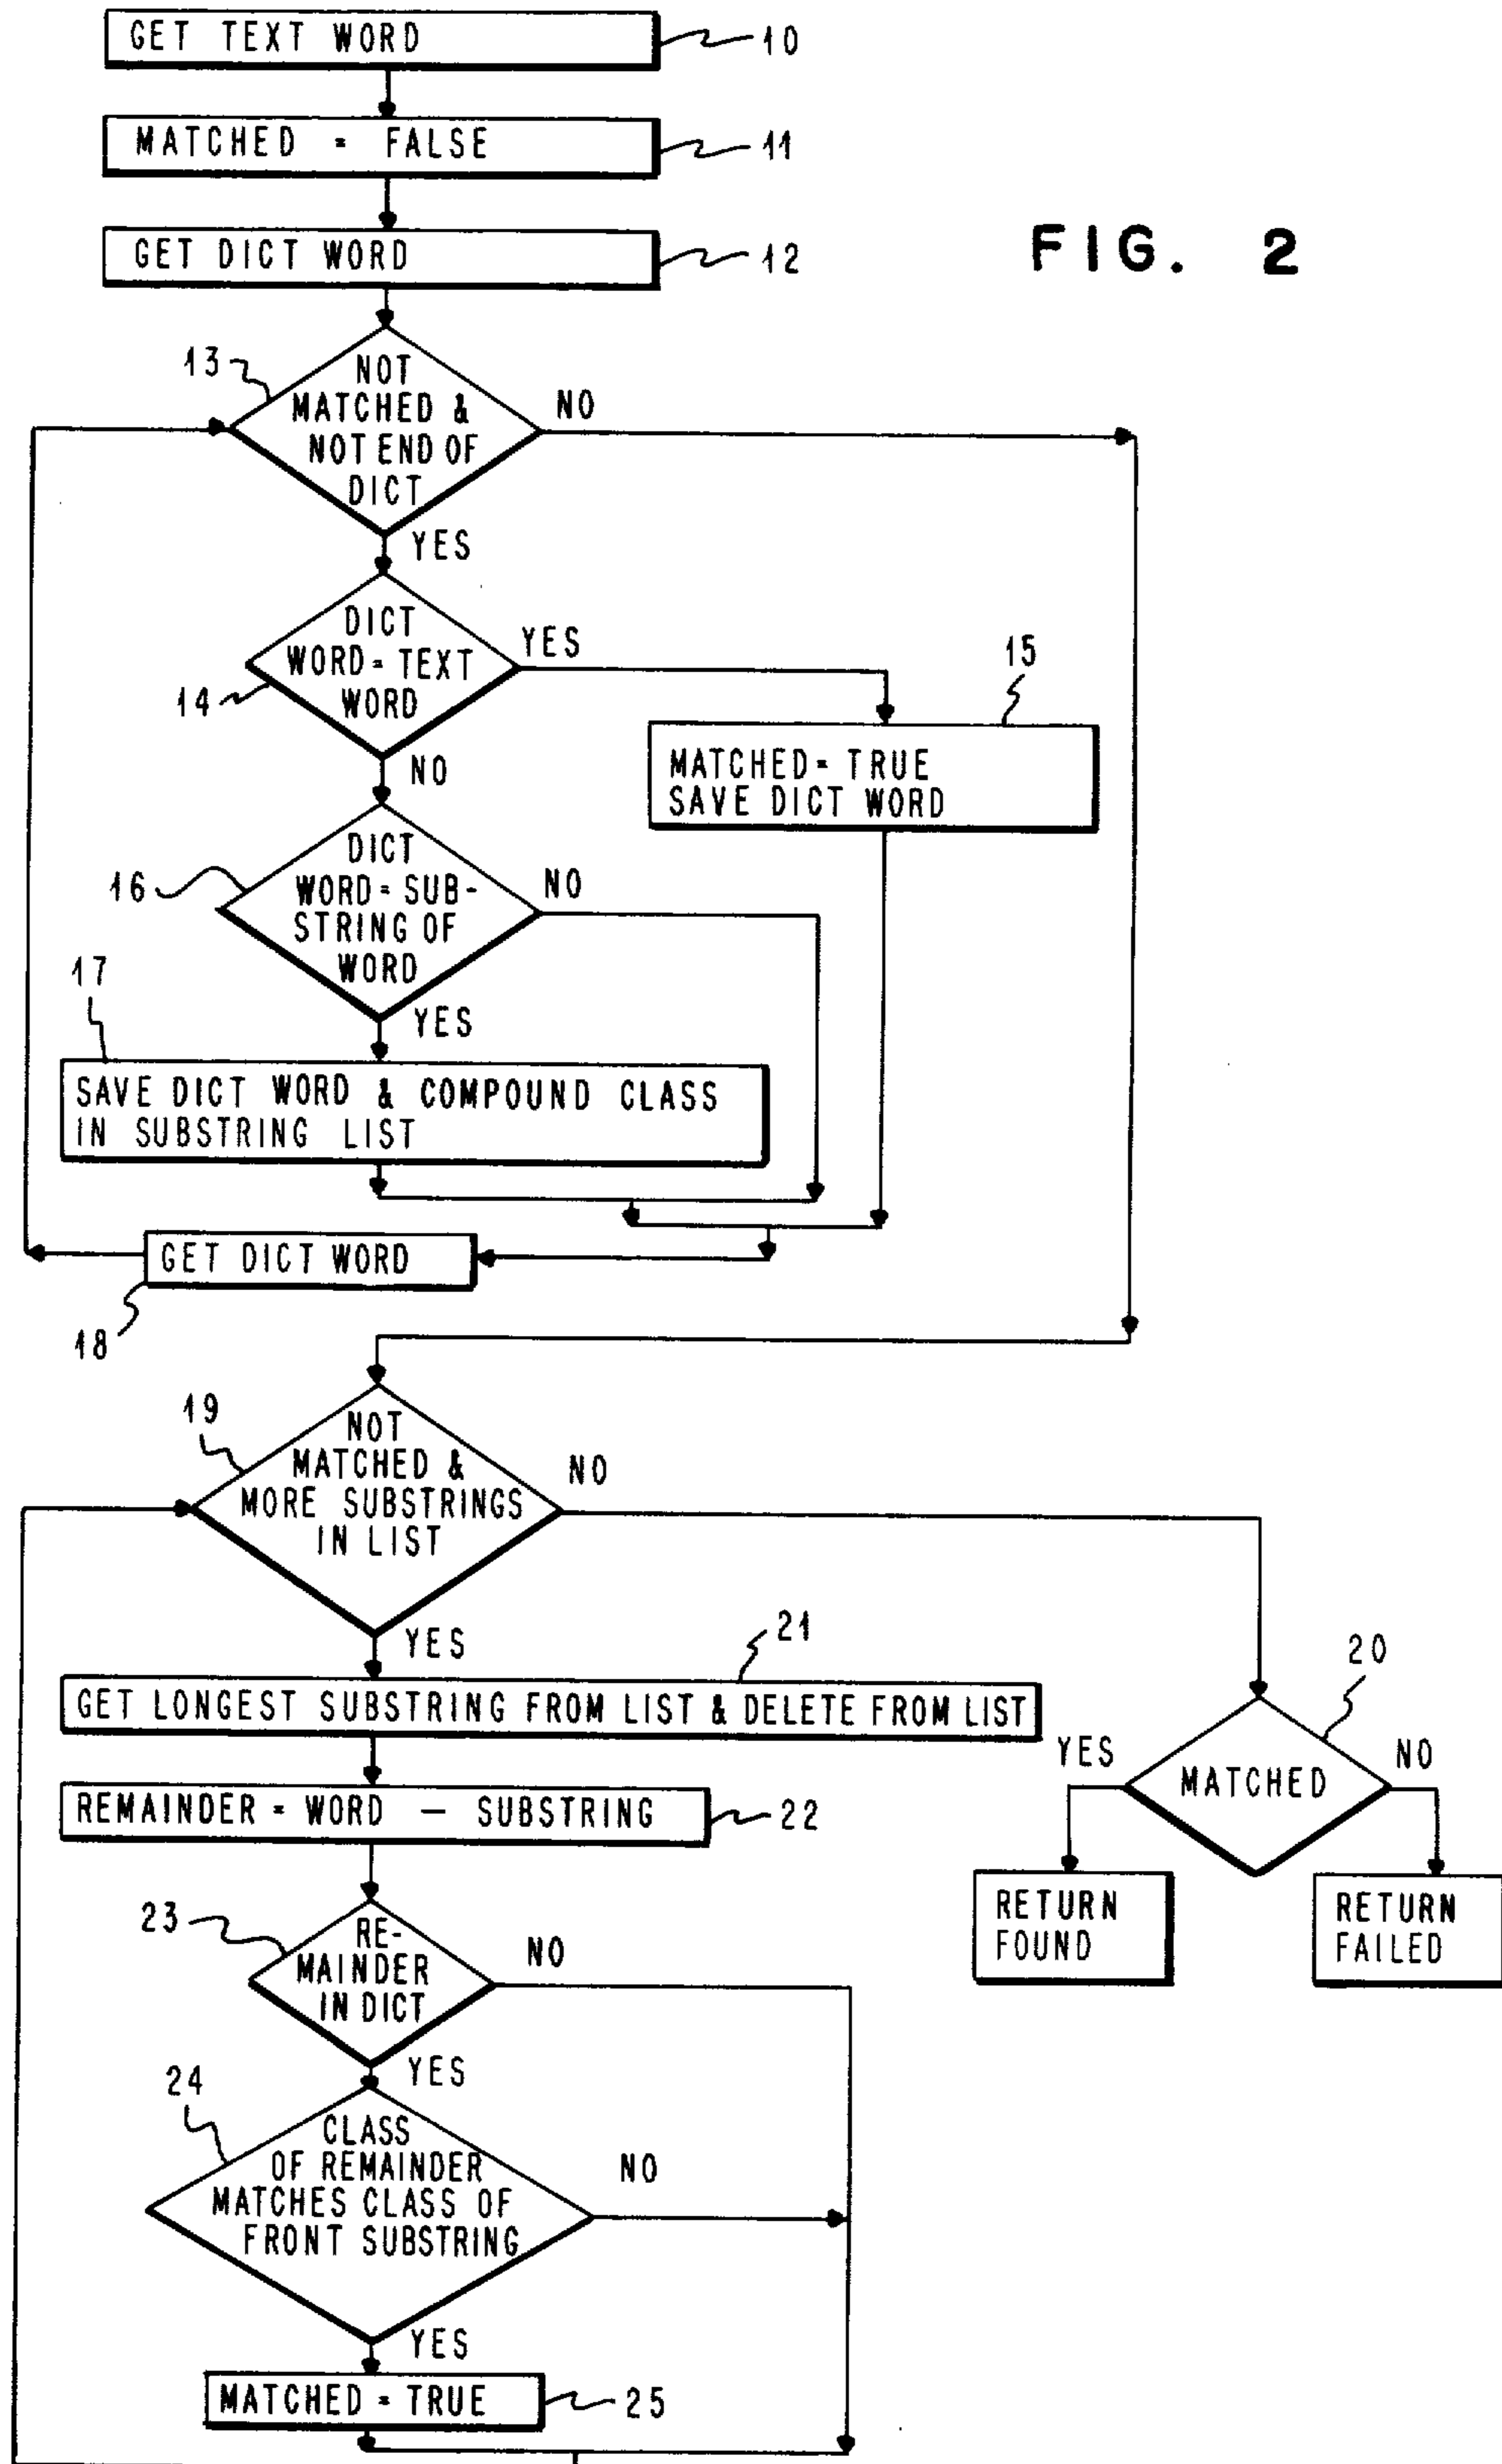 GET TEXT WORD
10
MATCHED = FALSE
11
GET DICT WORD
12
FIG. 2
13
NOT
MATCHED &
NOT END OF
DICT
NO
YES
DICT
WORD = TEXT
WORD
14
YES
NO
15
MATCHED = TRUE
SAVE DICT WORD
DICT
WORD = SUB-
STRING OF
WORD
16
NO
YES
17
SAVE DICT WORD & COMPOUND CLASS
IN SUBSTRING LIST
GET DICT WORD
18
19
NOT
MATCHED &
MORE SUBSTRINGS
IN LIST
NO
YES
21
GET LONGEST SUBSTRING FROM LIST & DELETE FROM LIST
20
YES
MATCHED
NO
REMAINDER = WORD — SUBSTRING
22
RETURN
FOUND
RETURN
FAILED
23
RE-
MAINDER
IN DICT
NO
YES
24
CLASS
OF REMAINDER
MATCHES CLASS OF
FRONT SUBSTRING
NO
YES
MATCHED = TRUE
25